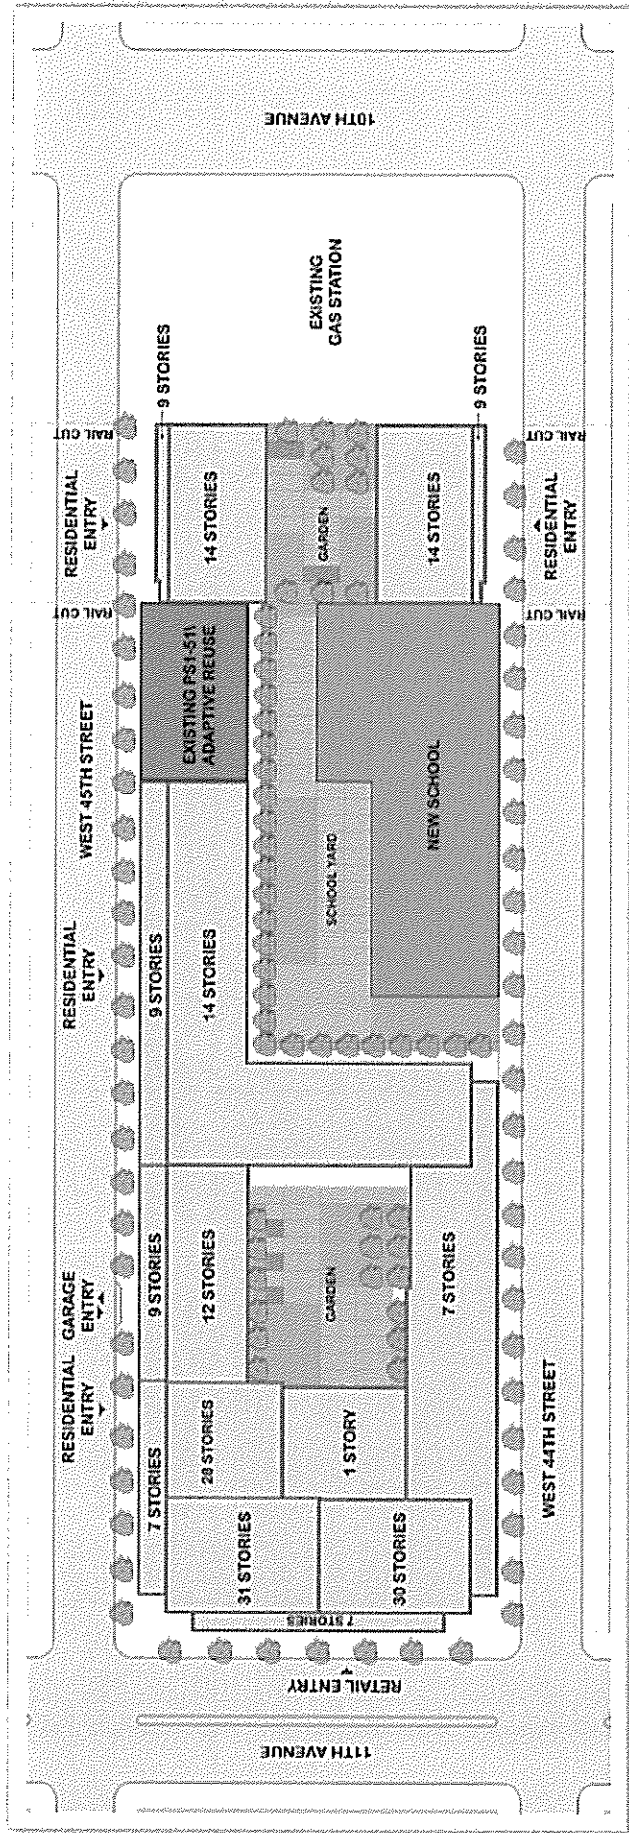 RESIDENTIAL
ENTRY
GARAGE
ENTRY
RESIDENTIAL
ENTRY
WEST 45TH STREET
RAIL CUT
RESIDENTIAL
ENTRY
RAIL CUT
7 STORIES
9 STORIES
9 STORIES
EXISTING PS1-51\
ADAPTIVE REUSE
9 STORIES
28 STORIES
12 STORIES
14 STORIES
14 STORIES
31 STORIES
1 STORY
GARDEN
SCHOOL YARD
GARDEN
EXISTING
GAS STATION
30 STORIES
7 STORIES
NEW SCHOOL
14 STORIES
9 STORIES
7 STORIES
RETAIL ENTRY
11TH AVENUE
10TH AVENUE
WEST 44TH STREET
RAIL CUT
RESIDENTIAL
ENTRY
RAIL CUT